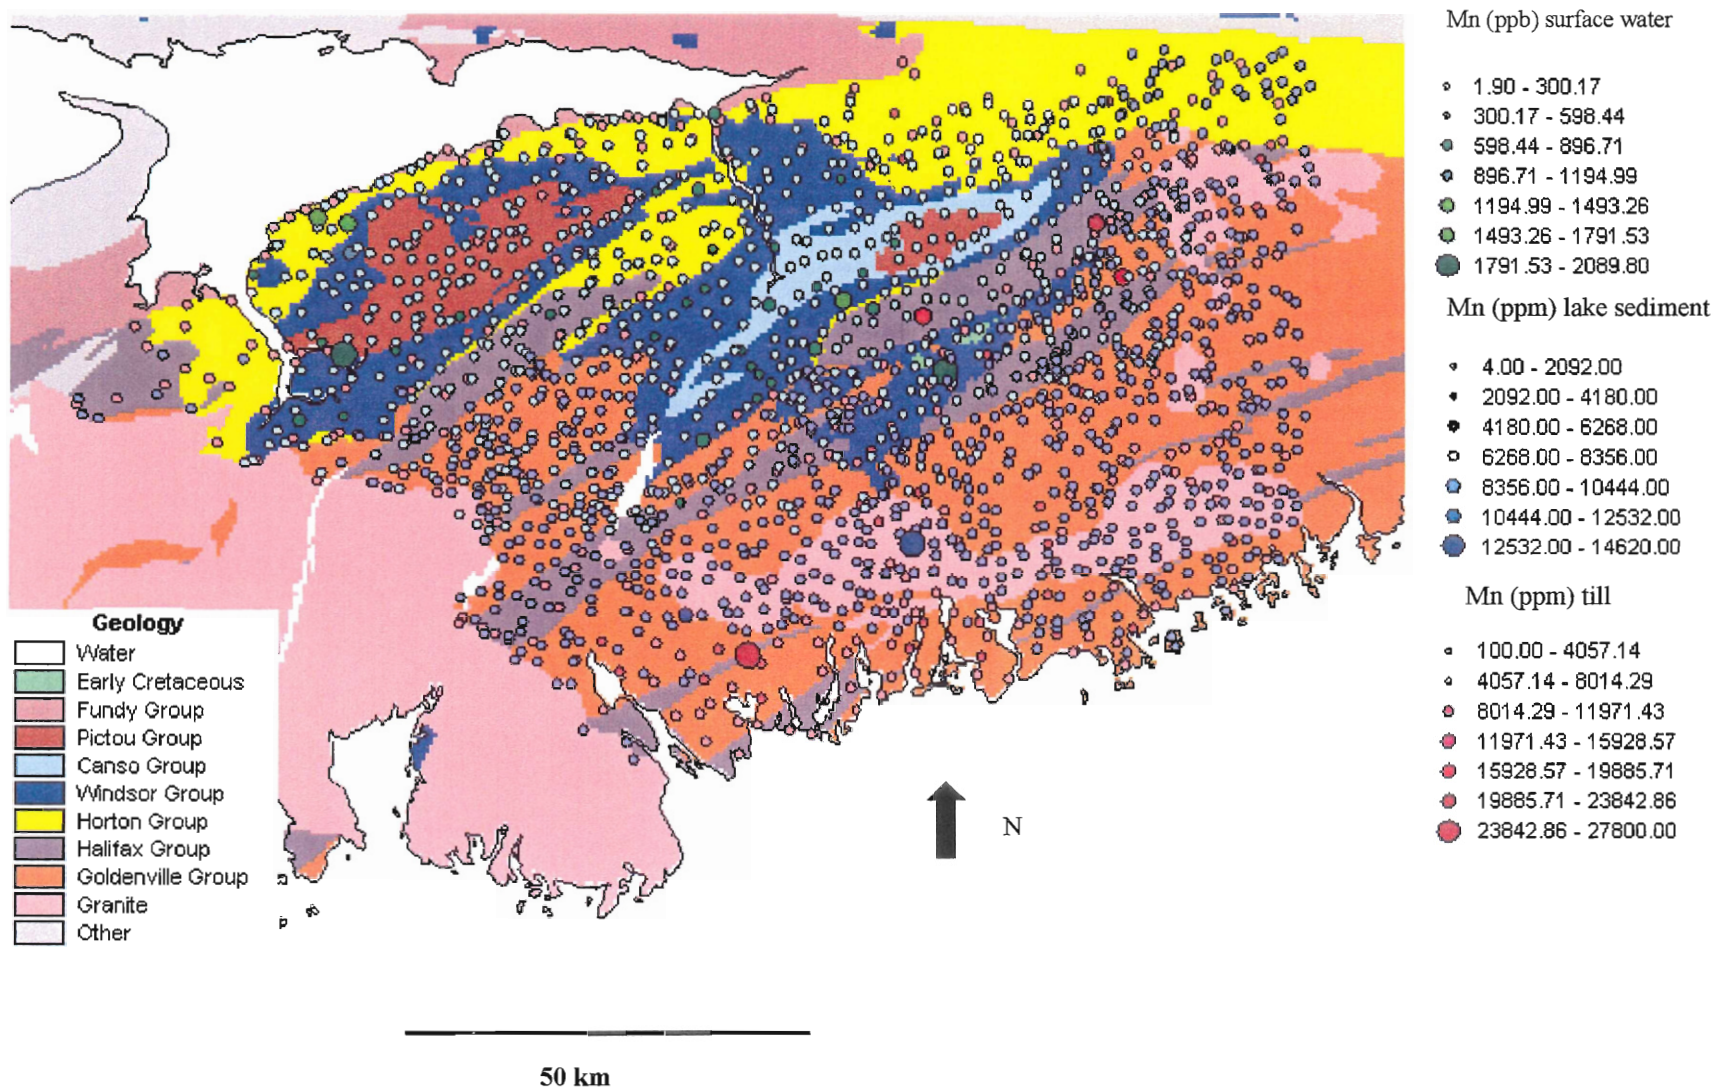 Mn (ppb) surface water
1.90 - 300.17
300.17 - 598.44
598.44 - 896.71
896.71 - 1194.99
1194.99 - 1493.26
1493.26 - 1791.53
1791.53 - 2089.80
Mn (ppm) lake sediment
4.00 - 2092.00
2092.00 - 4180.00
4180.00 - 6268.00
6268.00 - 8356.00
8356.00 - 10444.00
10444.00 - 12532.00
12532.00 - 14620.00
Mn (ppm) till
100.00 - 4057.14
4057.14 - 8014.29
8014.29 - 11971.43
11971.43 - 15928.57
15928.57 - 19885.71
19885.71 - 23842.86
23842.86 - 27800.00
Geology
Water
Early Cretaceous
Fundy Group
Pictou Group
Canso Group
Windsor Group
Horton Group
Halifax Group
Goldenville Group
Granite
Other
N
50 km